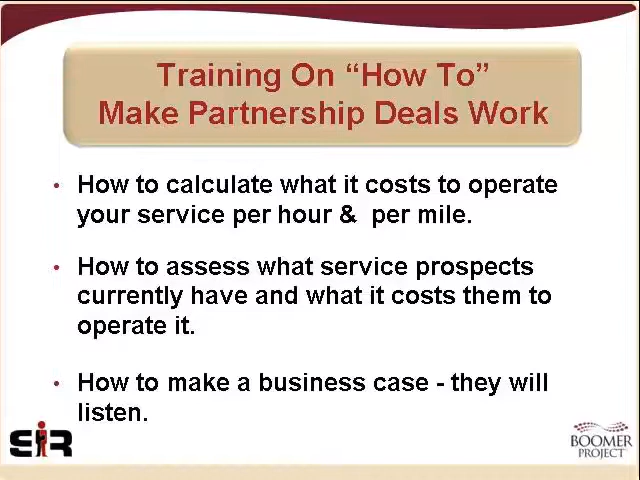 Training On “How To”
Make Partnership Deals Work
• How to calculate what it costs to operate
your service per hour & per mile.
• How to assess what service prospects
currently have and what it costs them to
operate it.
• How to make a business case - they will
listen.
SIR
BOOMER
PROJECT